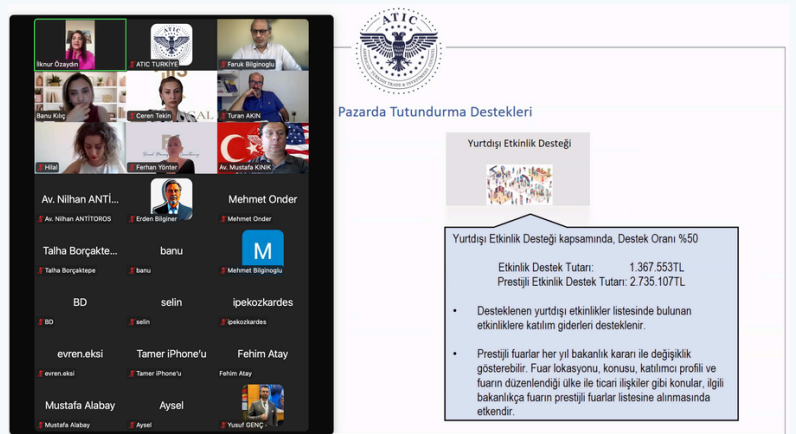 İlknur Özaydın
ATIC TURKİYE
Faruk Bilginoglu
Banu Kılıç
Ceren Tekin
Turan AKIN
Hilal
Ferhan Yönter
Av. Mustafa KINIK
Av. Nilhan ANTİ...
Av. Nilhan ANTİTOROS
Erden Bilginer
Mehmet Onder
Mehmet Onder
Talha Borçakte...
Talha Borçaktepe
banu
banu
M
Mehmet Bilginoglu
BD
BD
selin
selin
ipekozkardes
ipekozkardes
evren.eksi
evren.eksi
Tamer iPhone'u
Tamer iPhone'u
Fehim Atay
Fehim Atay
Mustafa Alabay
Mustafa Alabay
Aysel
Aysel
Yusuf GENÇ -
ATIC
Pazarda Tutundurma Destekleri
Yurtdışı Etkinlik Desteği
Yurtdışı Etkinlik Desteği kapsamında, Destek Oranı %50
Etkinlik Destek Tutarı: 1.367.553TL
Prestijli Etkinlik Destek Tutarı: 2.735.107TL
• Desteklenen yurtdışı etkinlikler listesinde bulunan
etkinliklere katılım giderleri desteklenir.
• Prestijli fuarlar her yıl bakanlık kararı ile değişiklik
gösterebilir. Fuar lokasyonu, konusu, katılımcı profili ve
fuarın düzenlendiği ülke ile ticari ilişkiler gibi konular, ilgili
bakanlıkça fuarın prestijli fuarlar listesine alınmasında
etkendir.